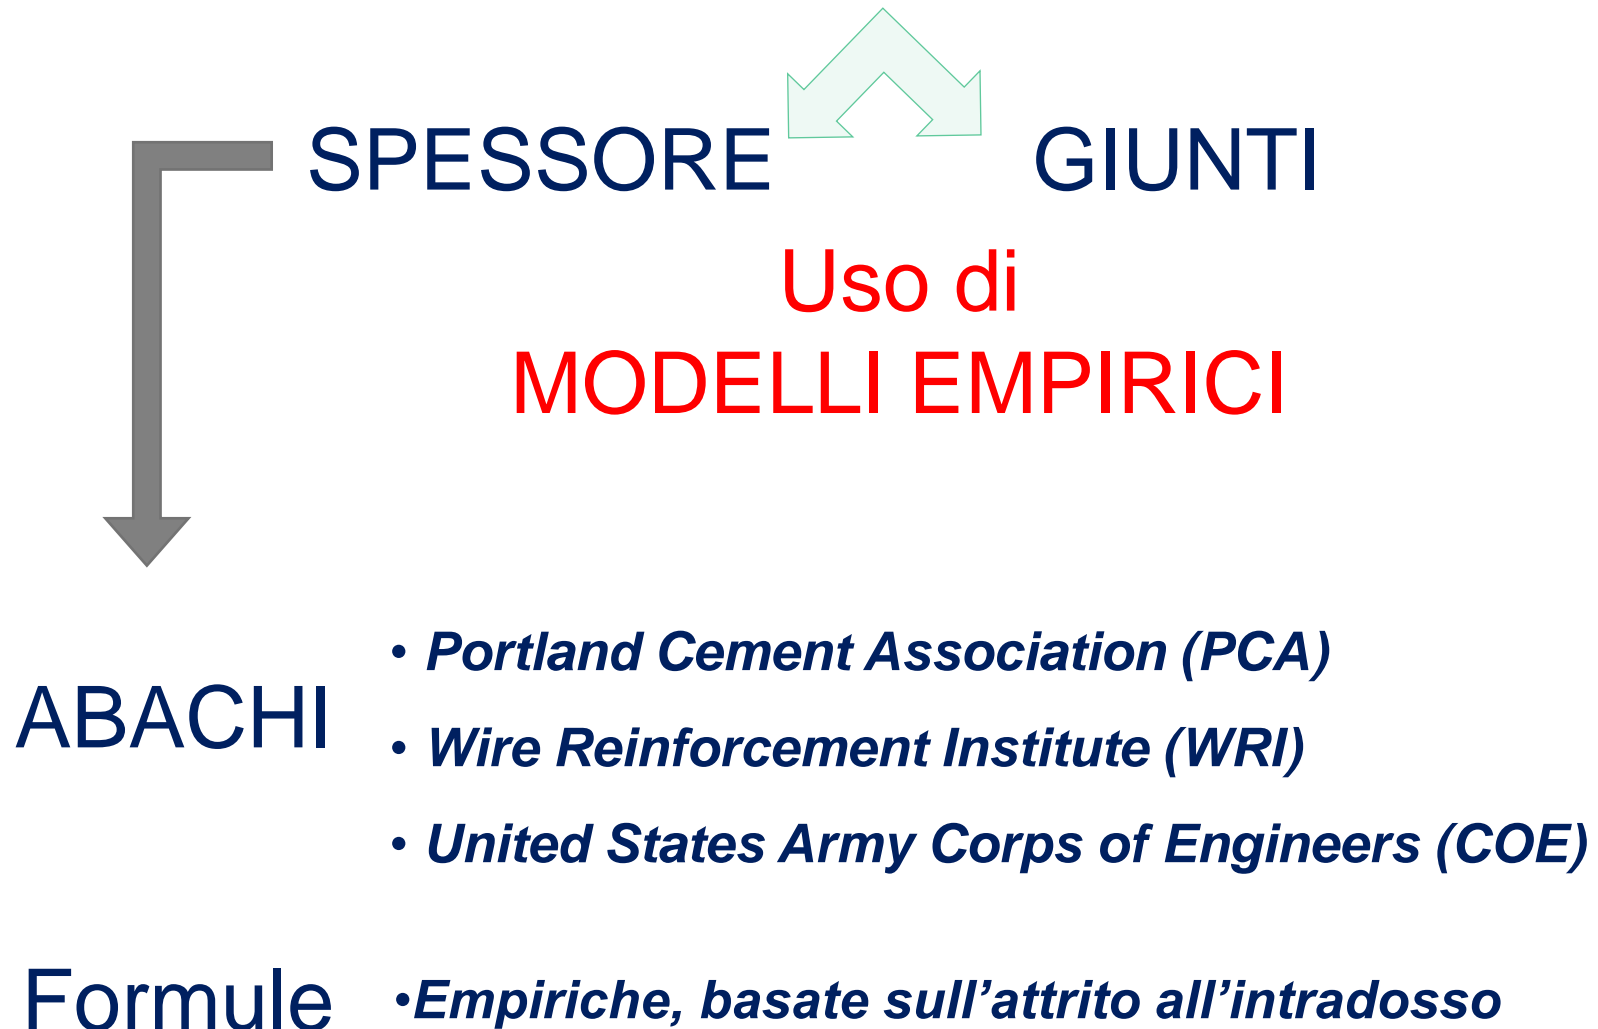 SPESSORE GIUNTI
Uso di
MODELLI EMPIRICI
ABACHI
• Portland Cement Association (PCA)
• Wire Reinforcement Institute (WRI)
• United States Army Corps of Engineers (COE)
Formule
•Empiriche, basate sull’attrito all’intradosso